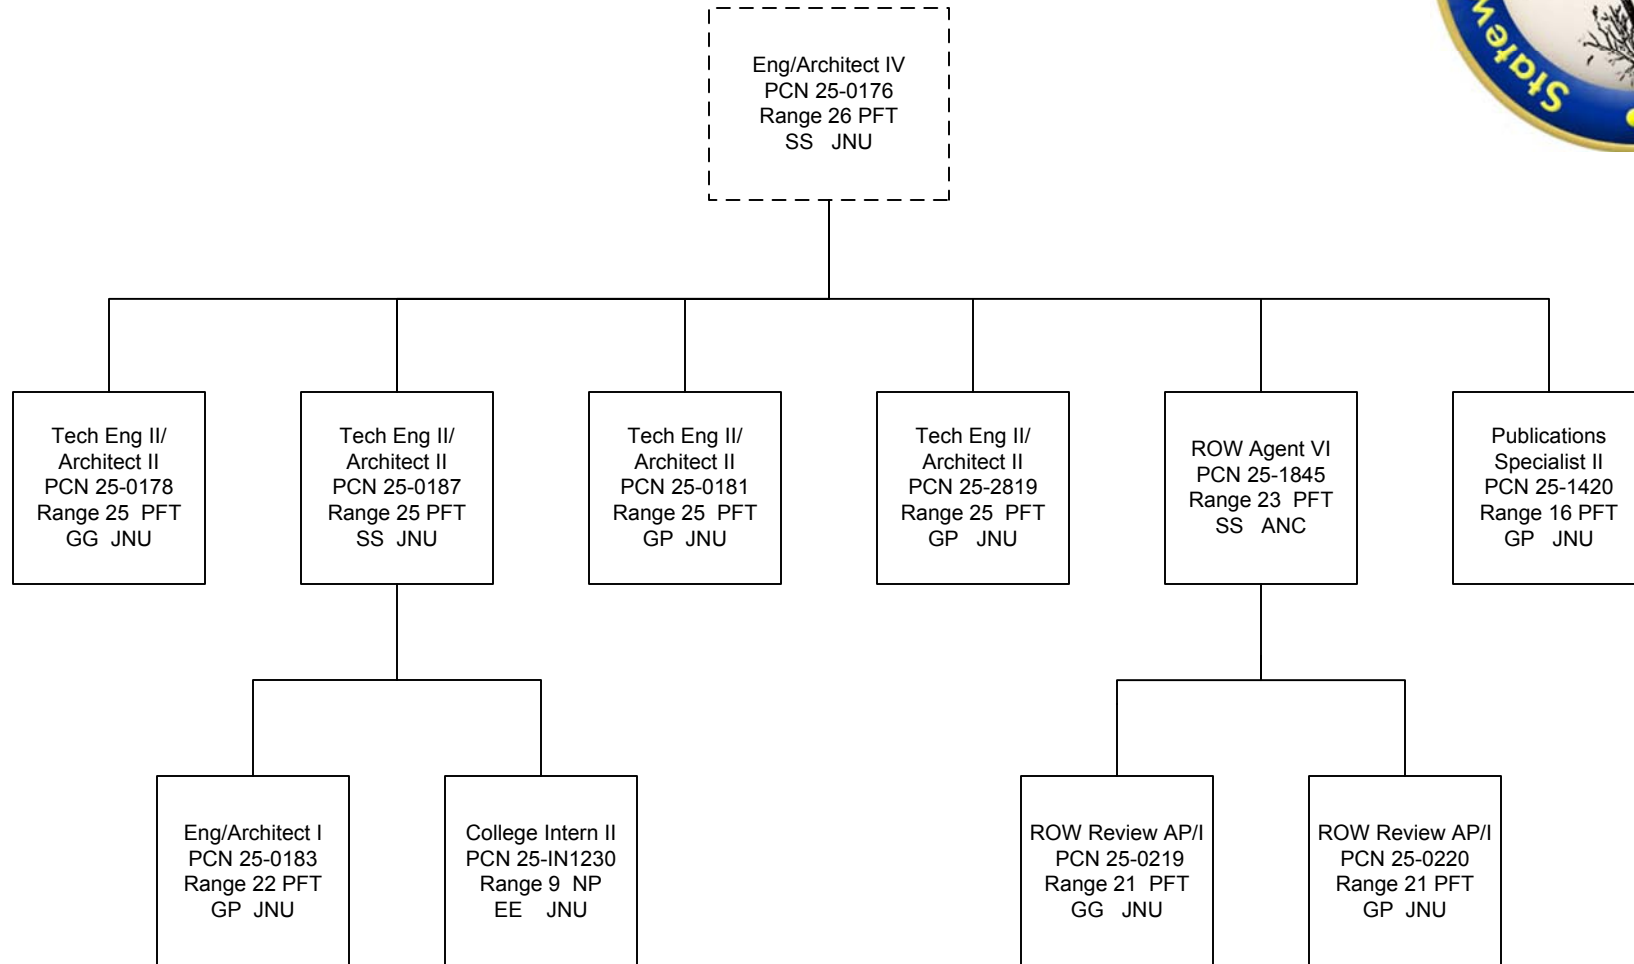 Eng/Architect IV
PCN 25-0176
Range 26 PFT
SS JNU
Tech Eng II/
Architect II
PCN 25-0178
Range 25 PFT
GG JNU
Tech Eng II/
Architect II
PCN 25-0187
Range 25 PFT
SS JNU
Tech Eng II/
Architect II
PCN 25-0181
Range 25 PFT
GP JNU
Tech Eng II/
Architect II
PCN 25-2819
Range 25 PFT
GP JNU
ROW Agent VI
PCN 25-1845
Range 23 PFT
SS ANC
Publications
Specialist II
PCN 25-1420
Range 16 PFT
GP JNU
Eng/Architect I
PCN 25-0183
Range 22 PFT
GP JNU
College Intern II
PCN 25-IN1230
Range 9 NP
EE JNU
ROW Review AP/I
PCN 25-0219
Range 21 PFT
GG JNU
ROW Review AP/I
PCN 25-0220
Range 21 PFT
GP JNU